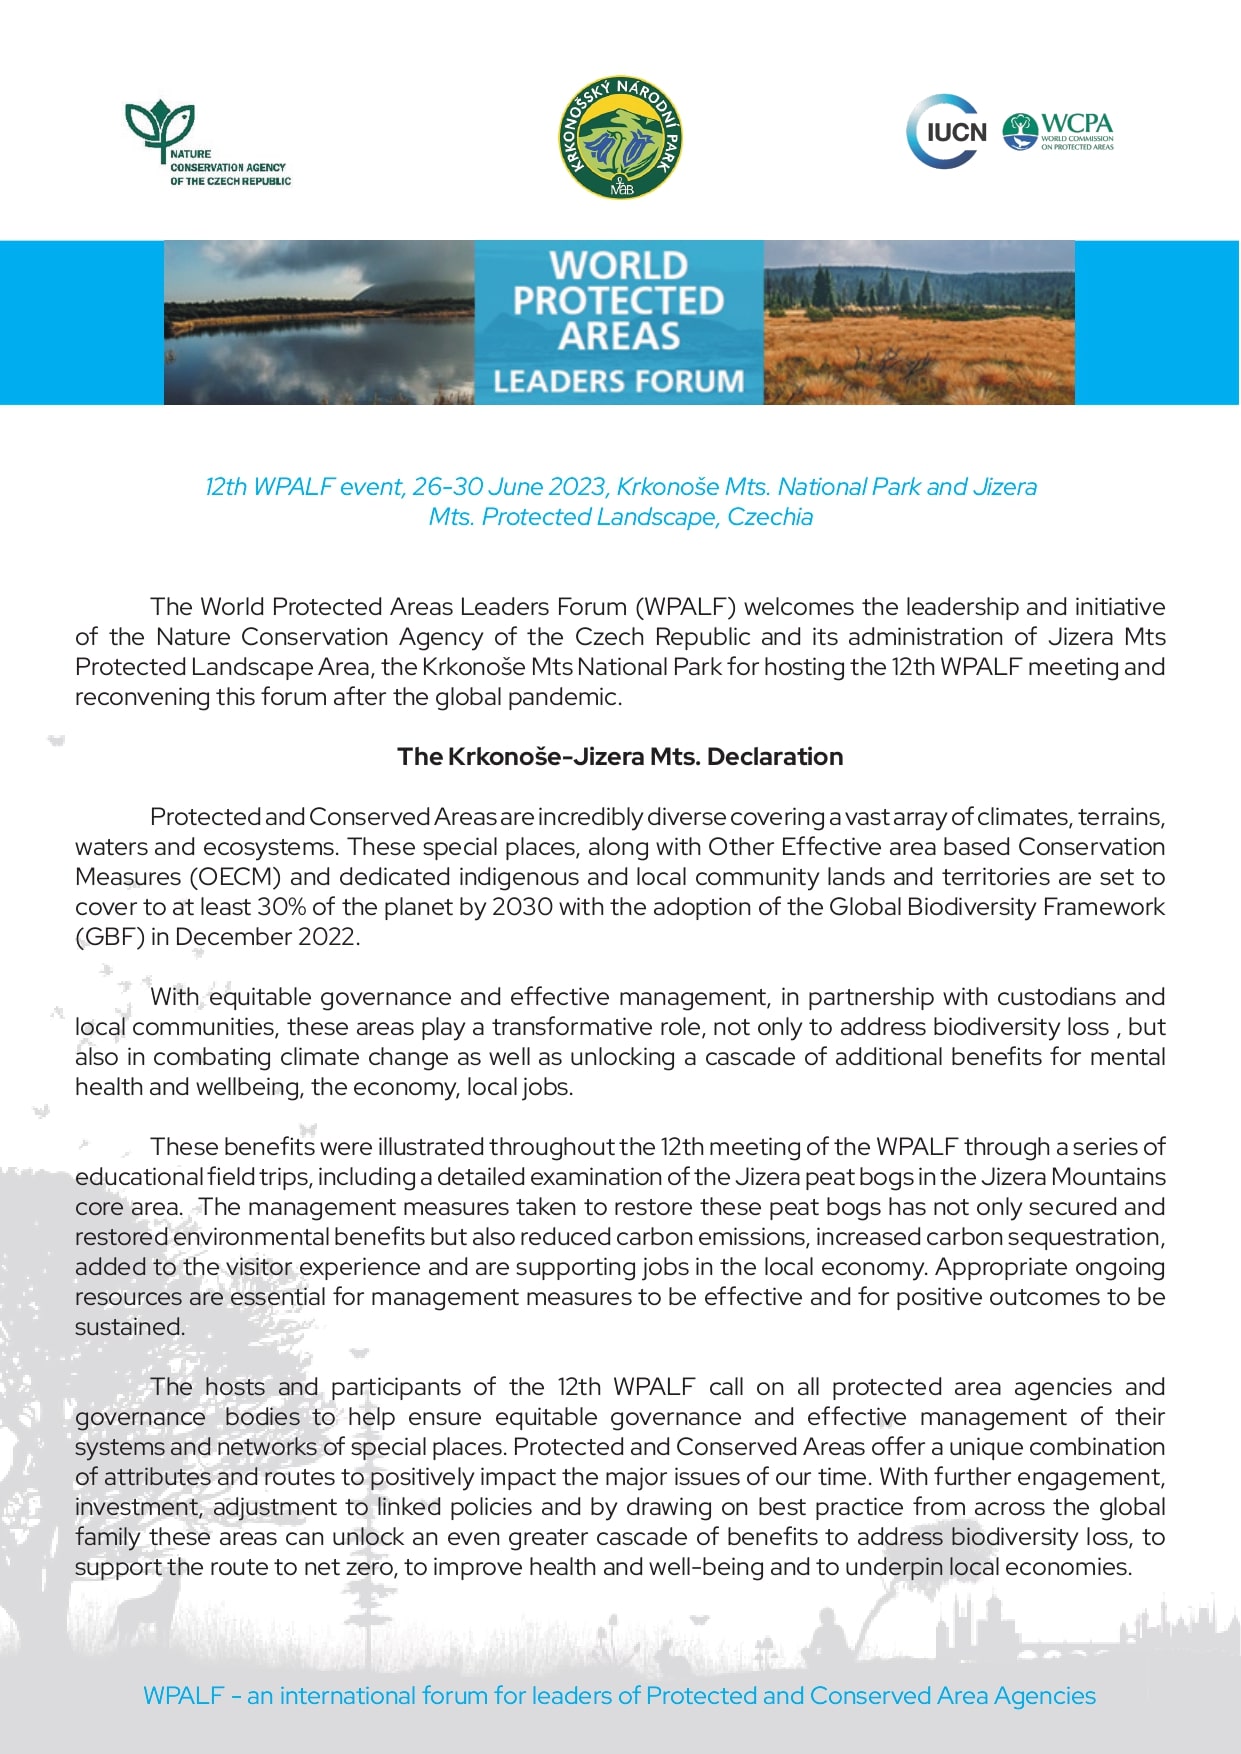 NATURE
CONSERVATION AGENCY
OF THE CZECH REPUBLIC
KRKONOŠSKÝ NÁRODNÍ PARK
MaB
IUCN
WCPA
WORLD COMMISSION
ON PROTECTED AREAS
WORLD
PROTECTED
AREAS
LEADERS FORUM
12th WPALF event, 26-30 June 2023, Krkonoše Mts. National Park and Jizera
Mts. Protected Landscape, Czechia
The World Protected Areas Leaders Forum (WPALF) welcomes the leadership and initiative
of the Nature Conservation Agency of the Czech Republic and its administration of Jizera Mts
Protected Landscape Area, the Krkonoše Mts National Park for hosting the 12th WPALF meeting and
reconvening this forum after the global pandemic.
The Krkonoše-Jizera Mts. Declaration
Protected and Conserved Areas are incredibly diverse covering a vast array of climates, terrains,
waters and ecosystems. These special places, along with Other Effective area based Conservation
Measures (OECM) and dedicated indigenous and local community lands and territories are set to
cover to at least 30% of the planet by 2030 with the adoption of the Global Biodiversity Framework
(GBF) in December 2022.
With equitable governance and effective management, in partnership with custodians and
local communities, these areas play a transformative role, not only to address biodiversity loss , but
also in combating climate change as well as unlocking a cascade of additional benefits for mental
health and wellbeing, the economy, local jobs.
These benefits were illustrated throughout the 12th meeting of the WPALF through a series of
educational field trips, including a detailed examination of the Jizera peat bogs in the Jizera Mountains
core area.  The management measures taken to restore these peat bogs has not only secured and
restored environmental benefits but also reduced carbon emissions, increased carbon sequestration,
added to the visitor experience and are supporting jobs in the local economy. Appropriate ongoing
resources are essential for management measures to be effective and for positive outcomes to be
sustained.
The hosts and participants of the 12th WPALF call on all protected area agencies and
governance  bodies to help ensure equitable governance and effective management of their
systems and networks of special places. Protected and Conserved Areas offer a unique combination
of attributes and routes to positively impact the major issues of our time. With further engagement,
investment, adjustment to linked policies and by drawing on best practice from across the global
family these areas can unlock an even greater cascade of benefits to address biodiversity loss, to
support the route to net zero, to improve health and well-being and to underpin local economies.
WPALF - an international forum for leaders of Protected and Conserved Area Agencies